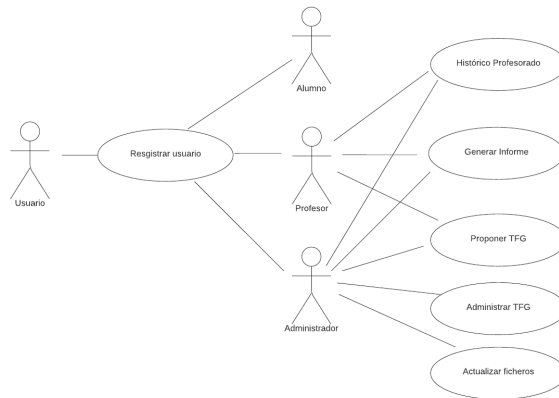 Alumno
Histórico Profesorado
Resgistrar usuario
Generar Informe
Usuario
Profesor
Proponer TFG
Administrar TFG
Administrador
Actualizar ficheros